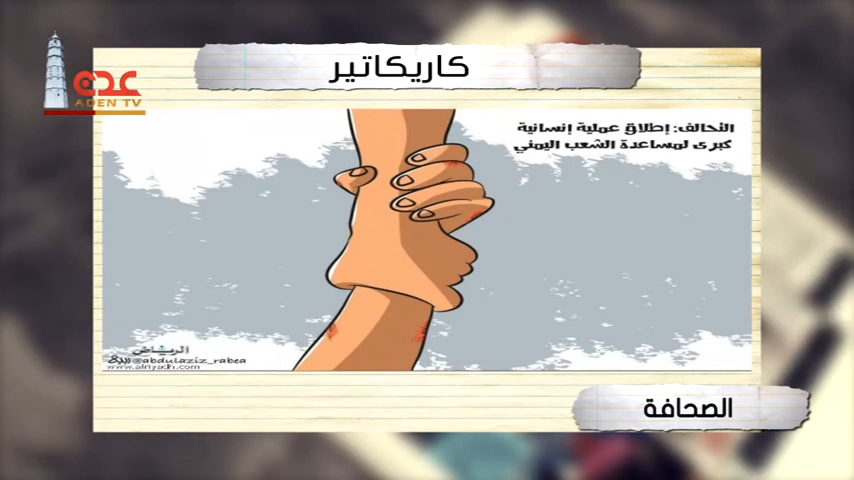 كاريكاتير
عدن
ADEN TV
التحالف: إطلاق عملية إنسانية
كبرى لمساعدة الشعب اليمني
الرياض
@abdulaziz_rabea
www.alriyadh.com
الصحافة